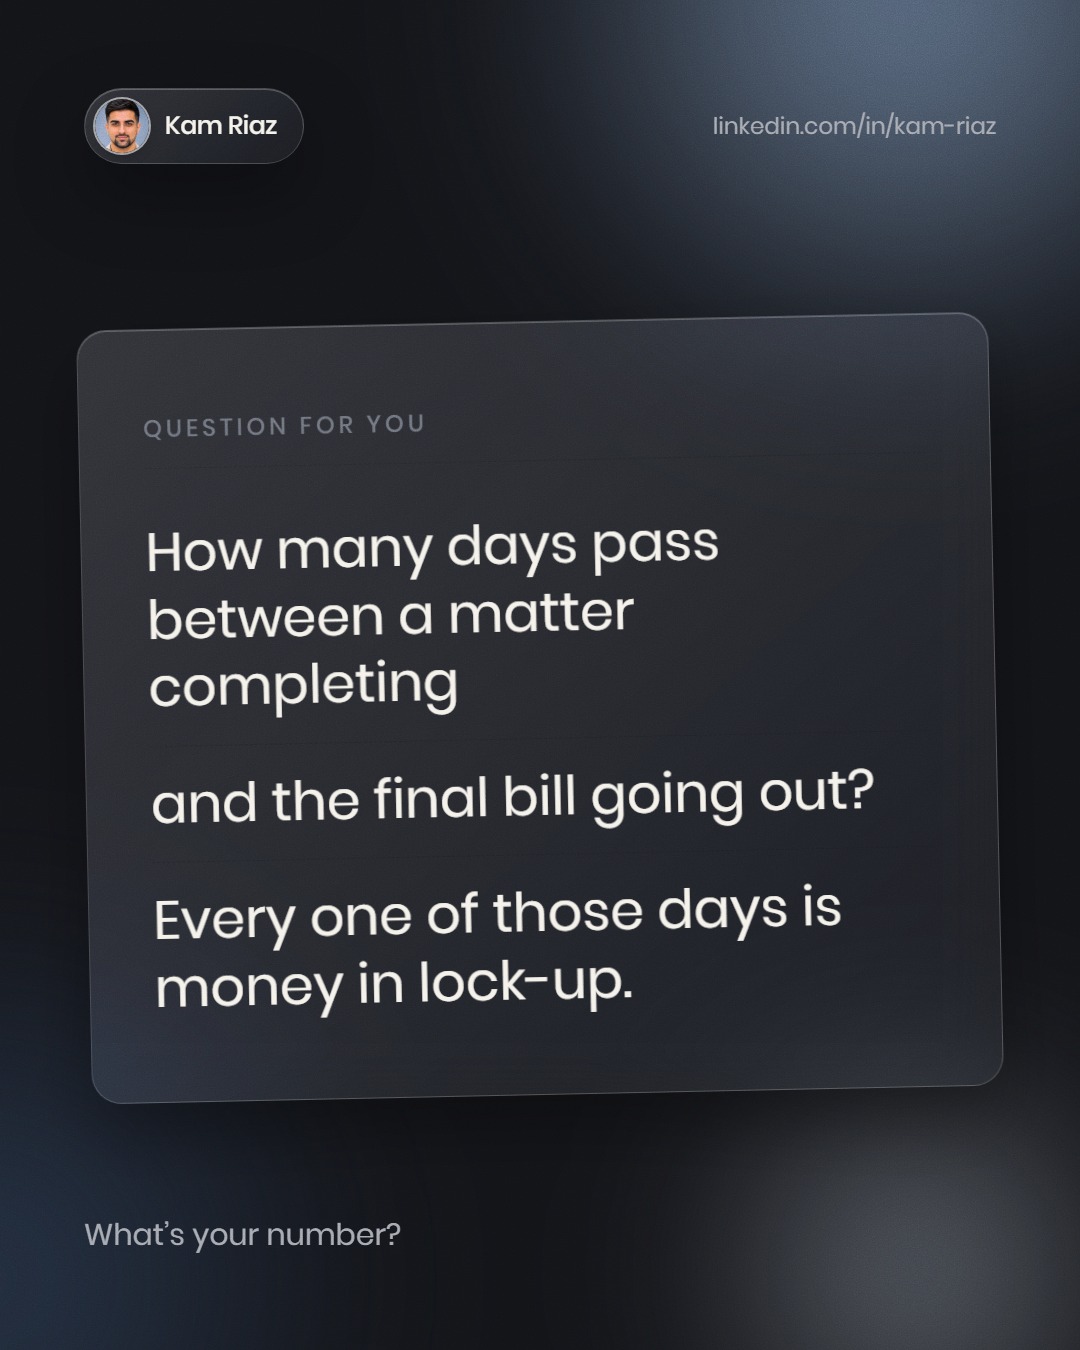 Kam Riaz
linkedin.com/in/kam-riaz
QUESTION FOR YOU
How many days pass
between a matter
completing
and the final bill going out?
Every one of those days is
money in lock-up.
What’s your number?